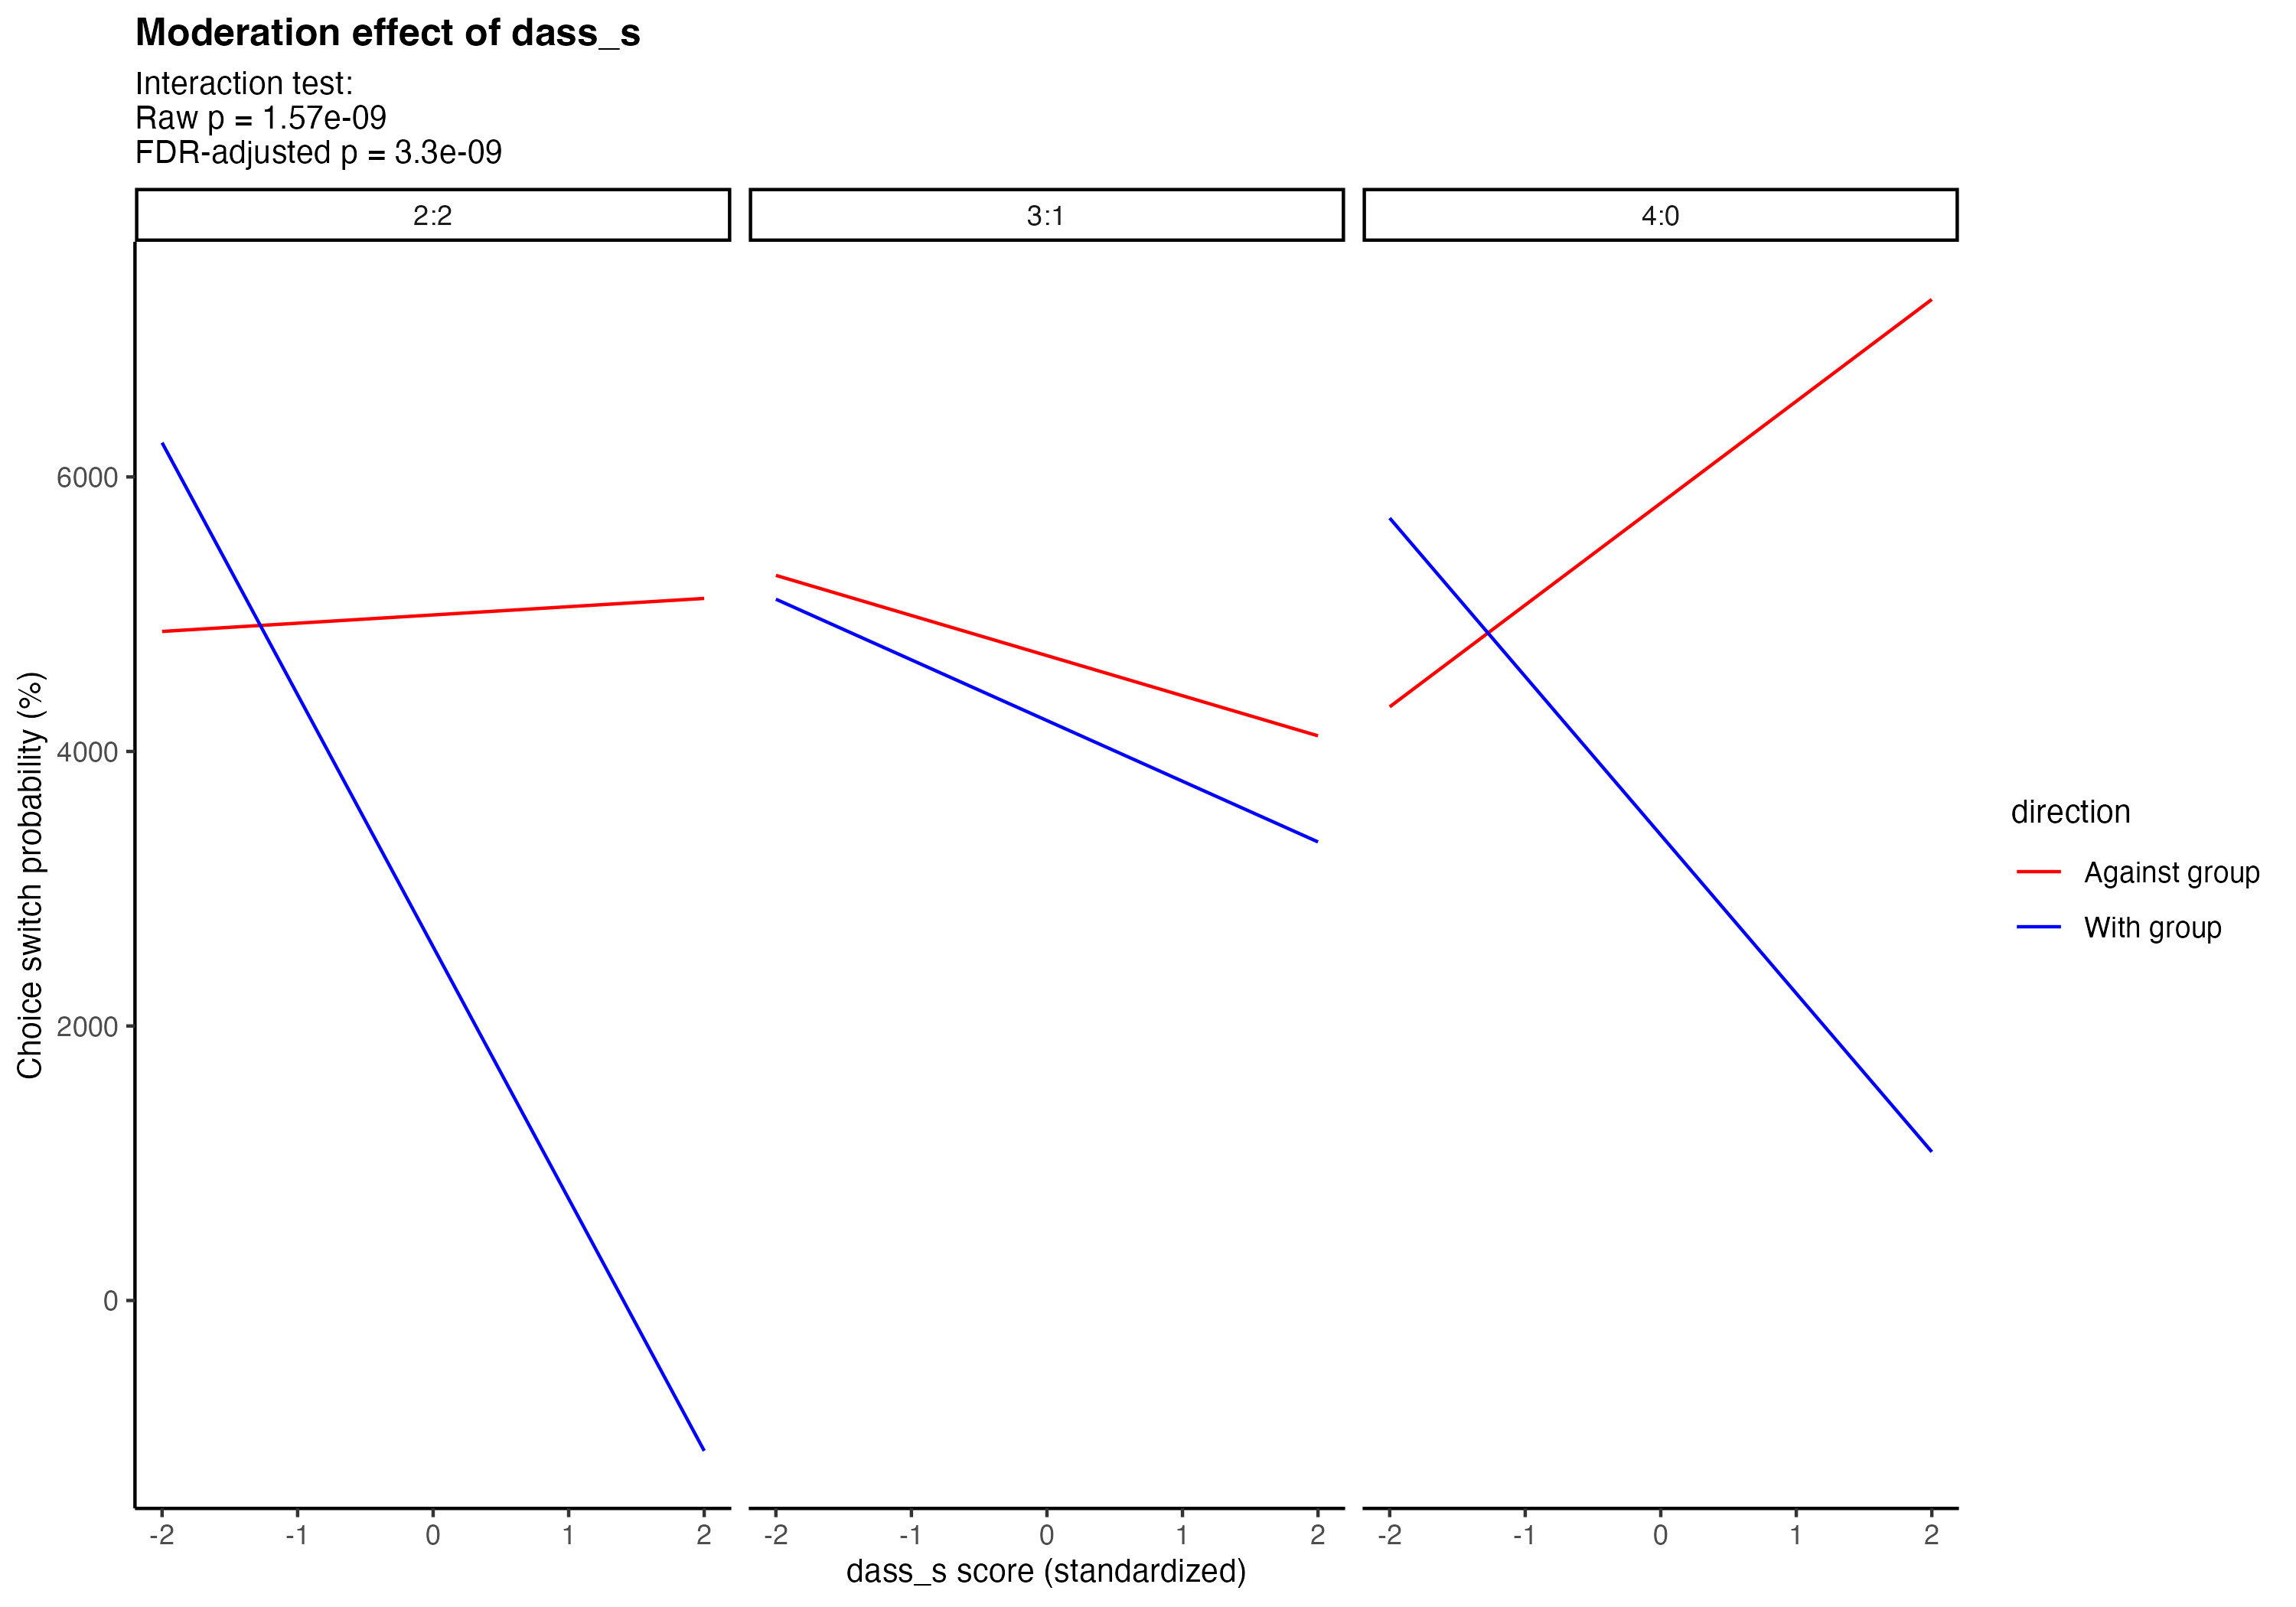 Moderation effect of dass_s
Interaction test:
Raw p = 1.57e-09
FDR-adjusted p = 3.3e-09
2:2
3:1
4:0
Choice switch probability (%)
6000
4000
2000
0
-2 -1 0 1 2
-2 -1 0 1 2
-2 -1 0 1 2
dass_s score (standardized)
direction
Against group
With group